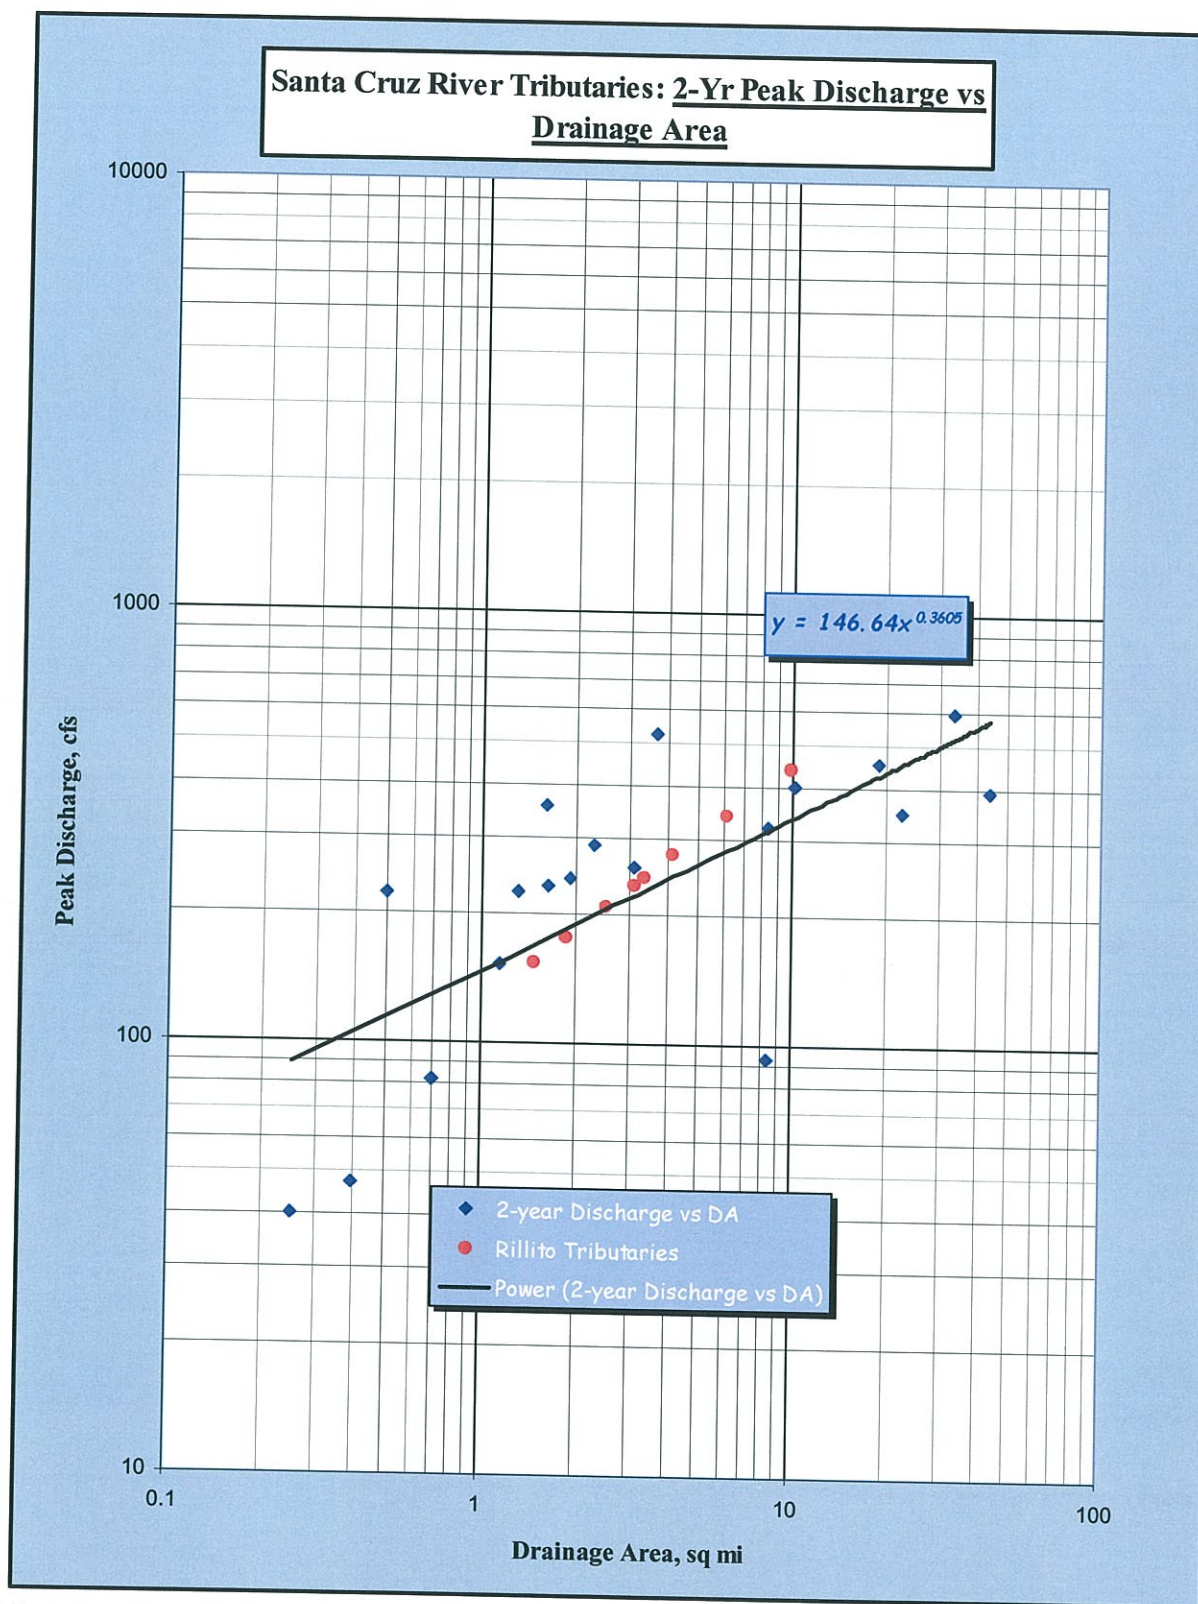 Santa Cruz River Tributaries: 2-Yr Peak Discharge vs
Drainage Area
10000
1000
100
10
Peak Discharge, cfs
y = 146.64x^0.3605
2-year Discharge vs DA
Rillito Tributaries
Power (2-year Discharge vs DA)
0.1
1
10
100
Drainage Area, sq mi